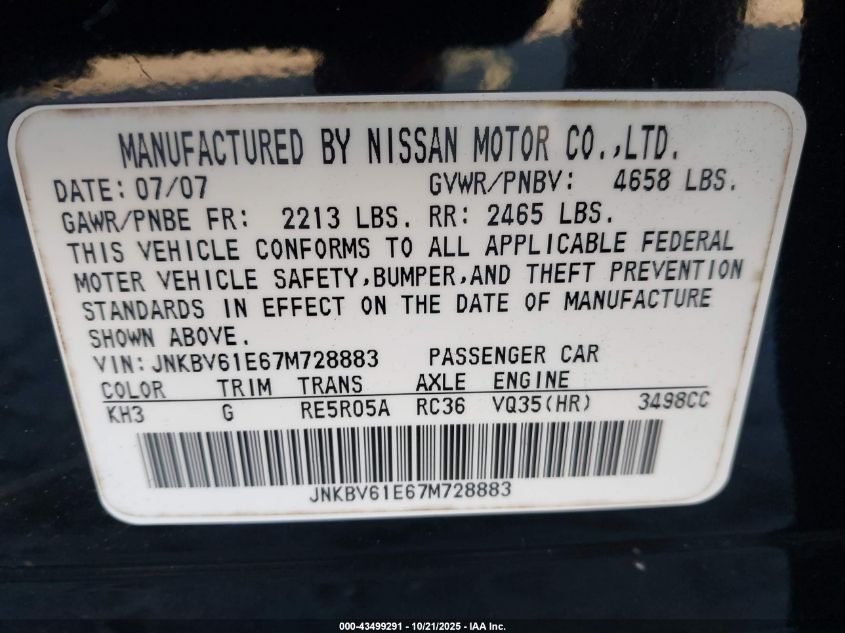 MANUFACTURED BY NISSAN MOTOR CO.,LTD.
DATE: 07/07 GVWR/PNBV: 4658 LBS.
GAWR/PNBE FR: 2213 LBS. RR: 2465 LBS.
THIS VEHICLE CONFORMS TO ALL APPLICABLE FEDERAL
MOTER VEHICLE SAFETY,BUMPER,AND THEFT PREVENTION
STANDARDS IN EFFECT ON THE DATE OF MANUFACTURE
SHOWN ABOVE.
VIN: JNKBV61E67M728883 PASSENGER CAR
COLOR TRIM TRANS AXLE ENGINE
KH3 G RE5R05A RC36 VQ35(HR) 3498CC
JNKBV61E67M728883
000-43499291 - 10/21/2025 - IAA Inc.